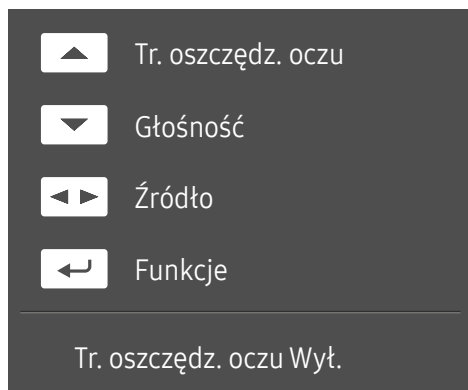 Tr. oszczędz. oczu
Głośność
Źródło
Funkcje
Tr. oszczędz. oczu Wył.